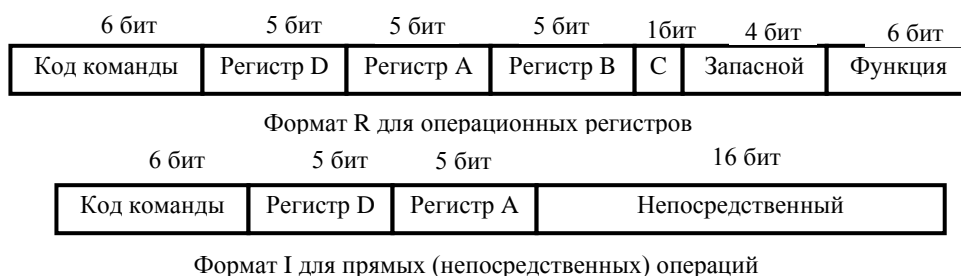 6 бит 5 бит 5 бит 5 бит 1бит 4 бит 6 бит
Код команды Регистр D Регистр A Регистр B C Запасной Функция
Формат R для операционных регистров
6 бит 5 бит 5 бит 16 бит
Код команды Регистр D Регистр A Непосредственный
Формат I для прямых (непосредственных) операций